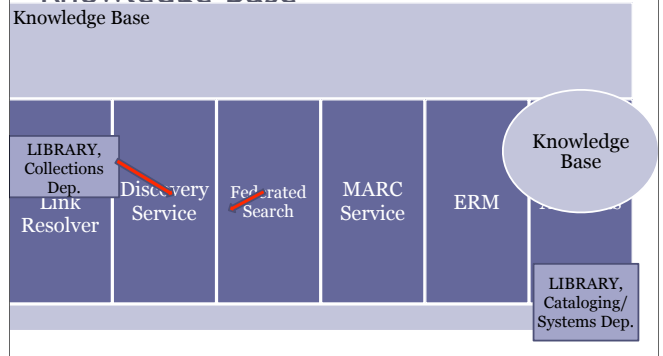 Knowledge Base
Knowledge Base
LIBRARY,
Collections
Dep.
Link
Resolver
Discovery
Service
Federated
Search
MARC
Service
ERM
Knowledge
Base
LIBRARY,
Cataloging/
Systems Dep.